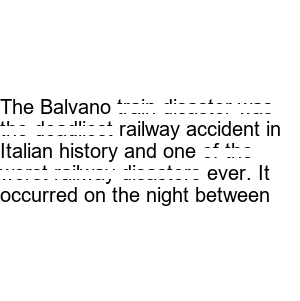 The Balvano train disaster was
the deadliest railway accident in
Italian history and one of the
worst railway disasters ever. It
occurred on the night between